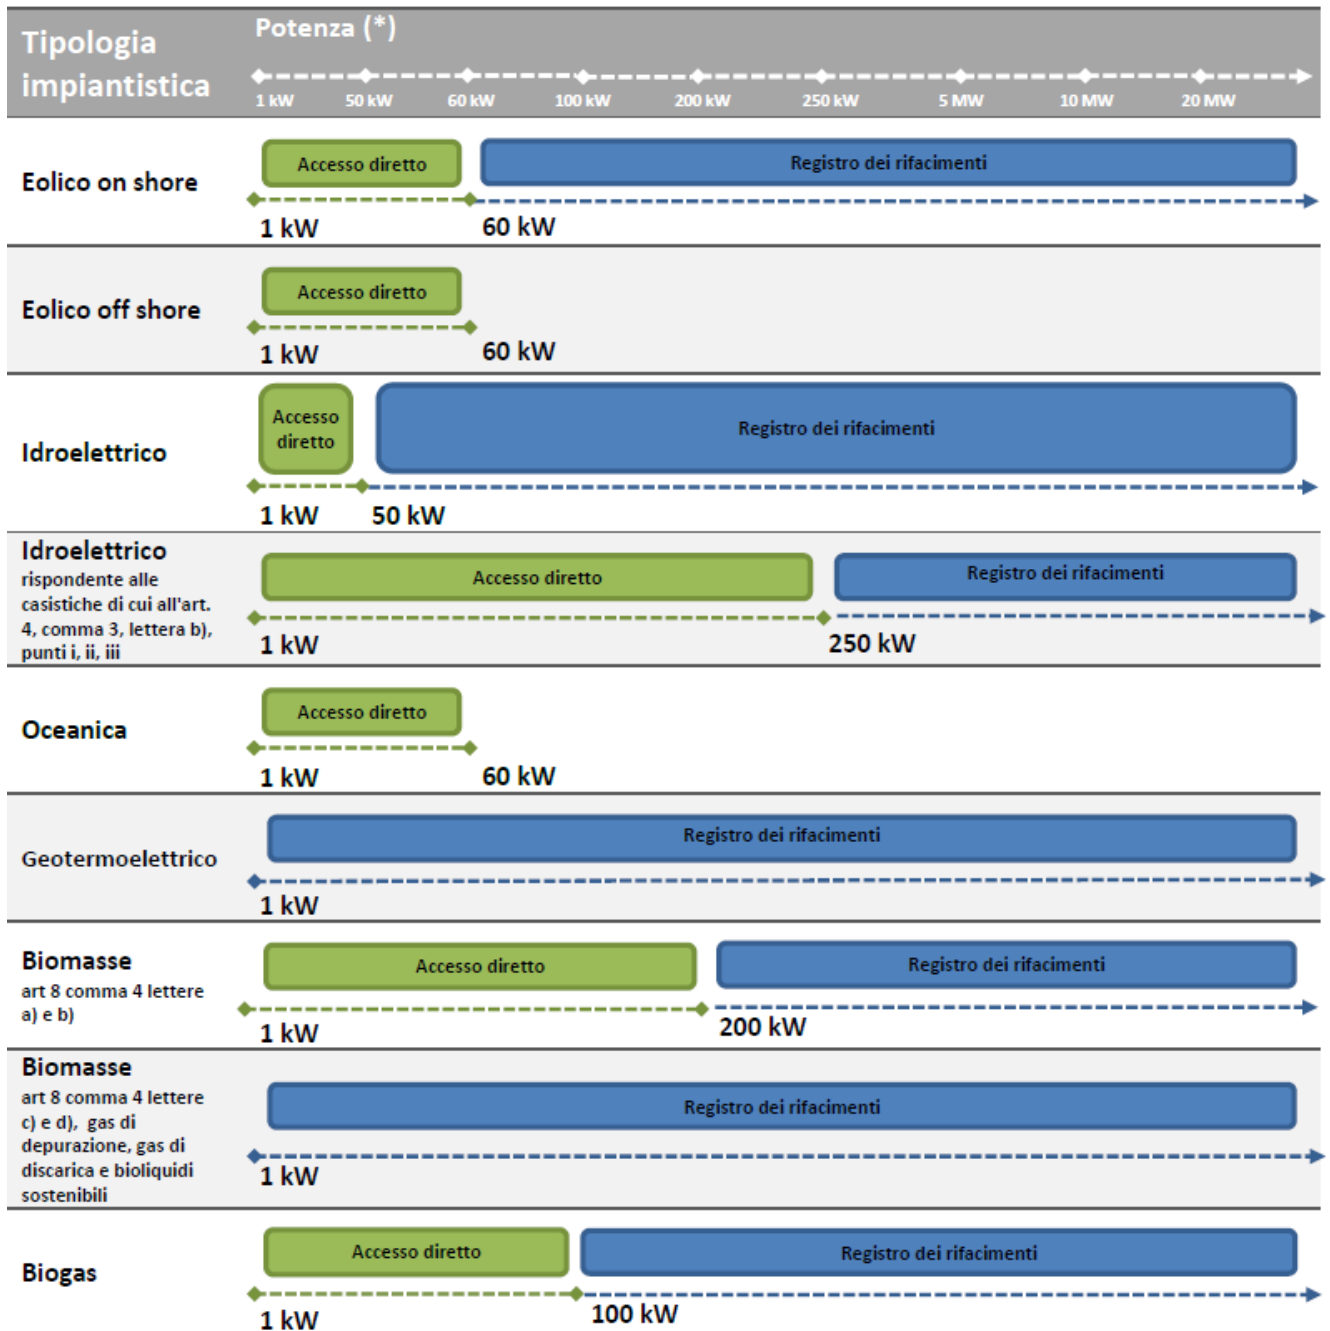 Tipologia
impiantistica
Potenza (*)
1 kW 50 kW 60 kW 100 kW 200 kW 250 kW 5 MW 10 MW 20 MW
Eolico on shore
Accesso diretto
Registro dei rifacimenti
1 kW
60 kW
Eolico off shore
Accesso diretto
1 kW
60 kW
Idroelettrico
Accesso
diretto
Registro dei rifacimenti
1 kW
50 kW
Idroelettrico
rispondente alle
casistiche di cui all'art.
4, comma 3, lettera b),
punti i, ii, iii
Accesso diretto
Registro dei rifacimenti
1 kW
250 kW
Oceanica
Accesso diretto
1 kW
60 kW
Geotermoelettrico
Registro dei rifacimenti
1 kW
Biomasse
art 8 comma 4 lettere
a) e b)
Accesso diretto
Registro dei rifacimenti
1 kW
200 kW
Biomasse
art 8 comma 4 lettere
c) e d), gas di
depurazione, gas di
discarica e bioliquidi
sostenibili
Registro dei rifacimenti
1 kW
Biogas
Accesso diretto
Registro dei rifacimenti
1 kW
100 kW